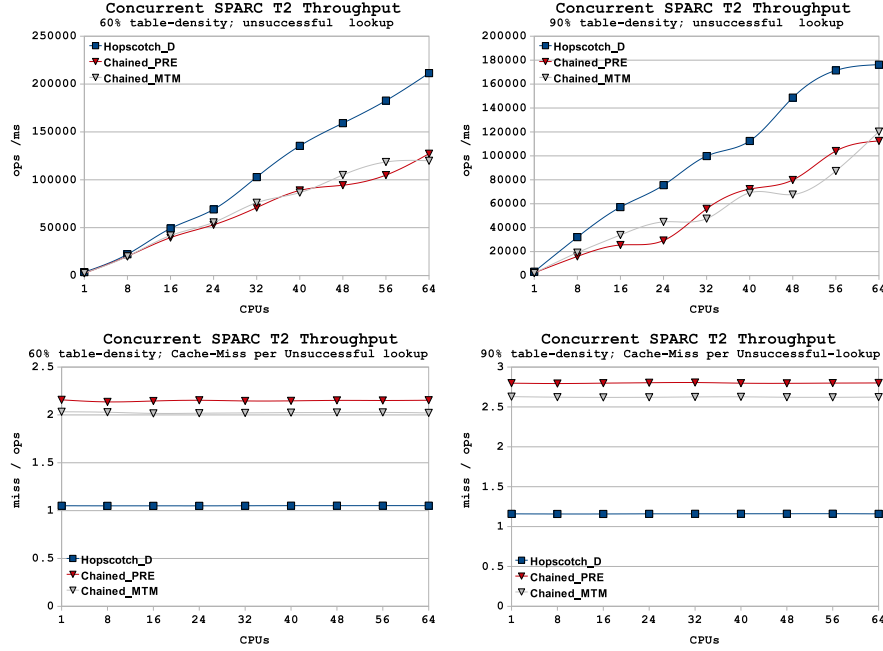 Concurrent SPARC T2 Throughput
60% table-density; unsuccessful lookup
250000
200000
150000
100000
50000
0
ops /ms
Hopscotch_D
Chained_PRE
Chained_MTM
1 8 16 24 32 40 48 56 64
CPUs
Concurrent SPARC T2 Throughput
90% table-density; unsuccessful lookup
200000
180000
160000
140000
120000
100000
80000
60000
40000
20000
0
ops /ms
Hopscotch_D
Chained_PRE
Chained_MTM
1 8 16 24 32 40 48 56 64
CPUs
Concurrent SPARC T2 Throughput
60% table-density; Cache-Miss per Unsuccessful lookup
2.5
2
1.5
1
0.5
0
miss / ops
Hopscotch_D
Chained_PRE
Chained_MTM
1 8 16 24 32 40 48 56 64
CPUs
Concurrent SPARC T2 Throughput
90% table-density; Cache-Miss per Unsuccessful-lookup
3
2.5
2
1.5
1
0.5
0
miss / ops
Hopscotch_D
Chained_PRE
Chained_MTM
1 8 16 24 32 40 48 56 64
CPUs